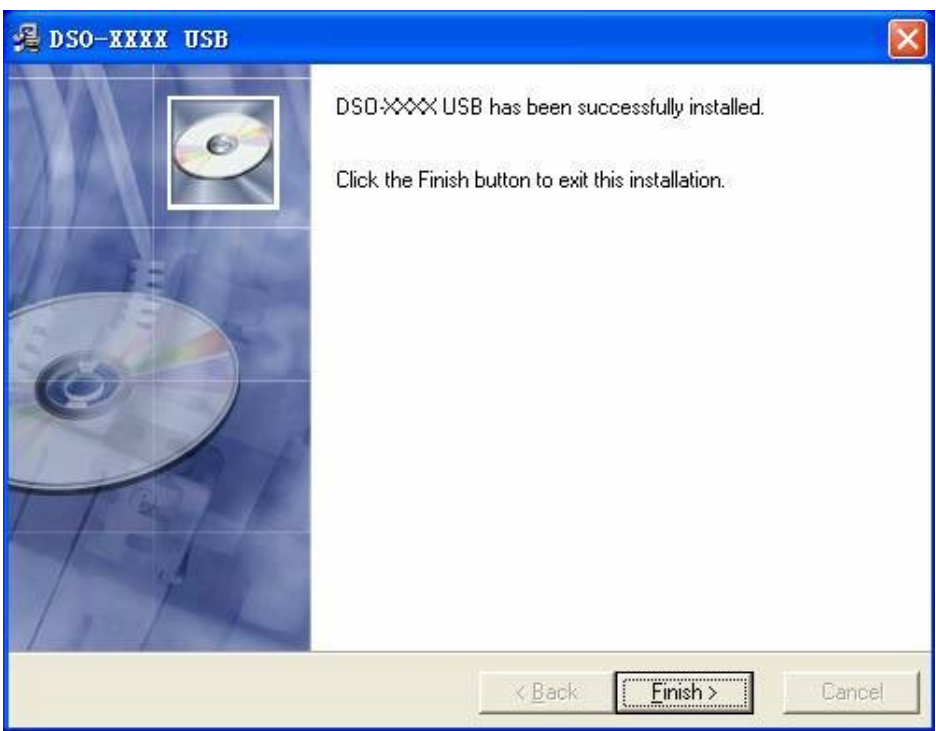 DSO-XXXX USB
DSO-XXXX USB has been successfully installed.
Click the Finish button to exit this installation.
< Back
Finish >
Cancel